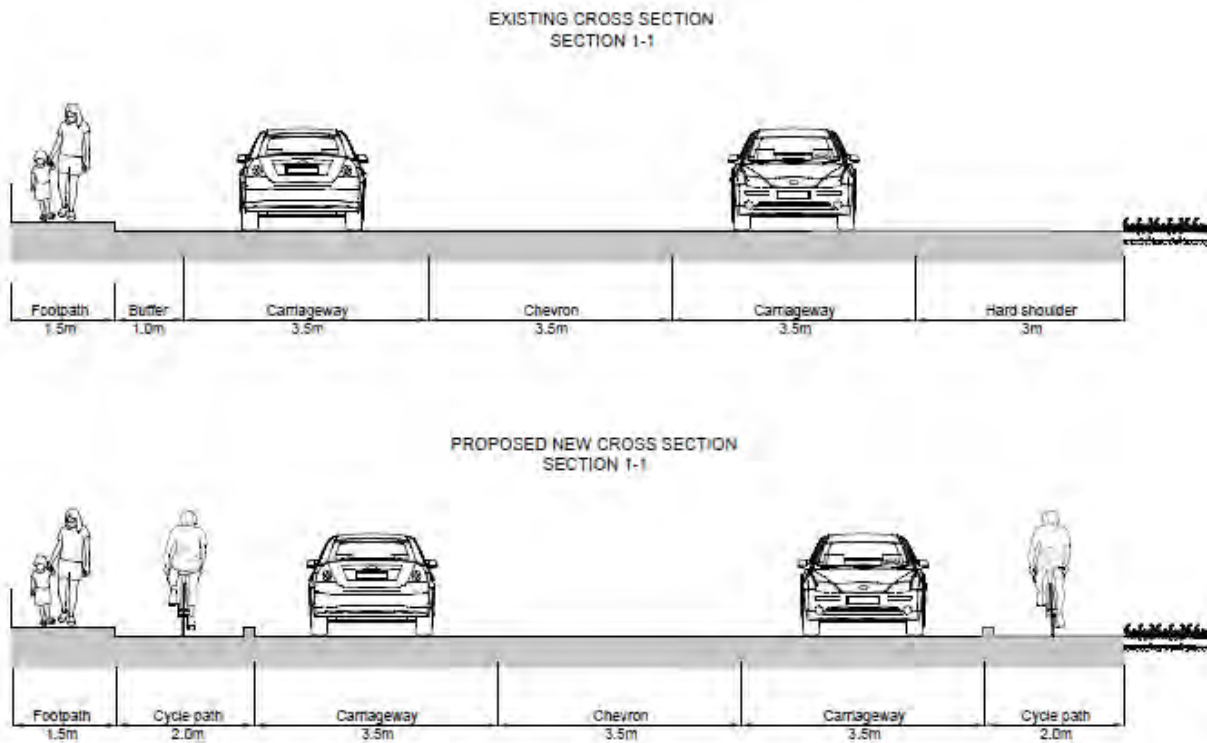 EXISTING CROSS SECTION
SECTION 1-1
Footpath Buffer Carriageway Chevron Carriageway Hard shoulder
1.5m 1.0m 3.5m 3.5m 3.5m 3m
PROPOSED NEW CROSS SECTION
SECTION 1-1
Footpath Cycle path Carriageway Chevron Carriageway Cycle path
1.5m 2.0m 3.5m 3.5m 3.5m 2.0m